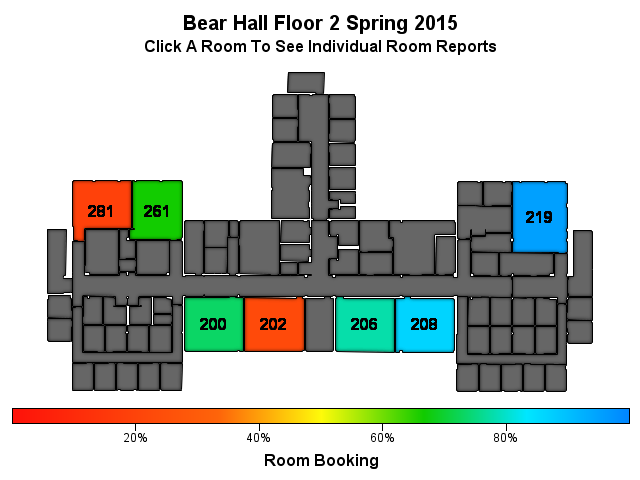 Bear Hall Floor 2 Spring 2015
Click A Room To See Individual Room Reports
281 261 219
200 202 206 208
20% 40% 60% 80%
Room Booking